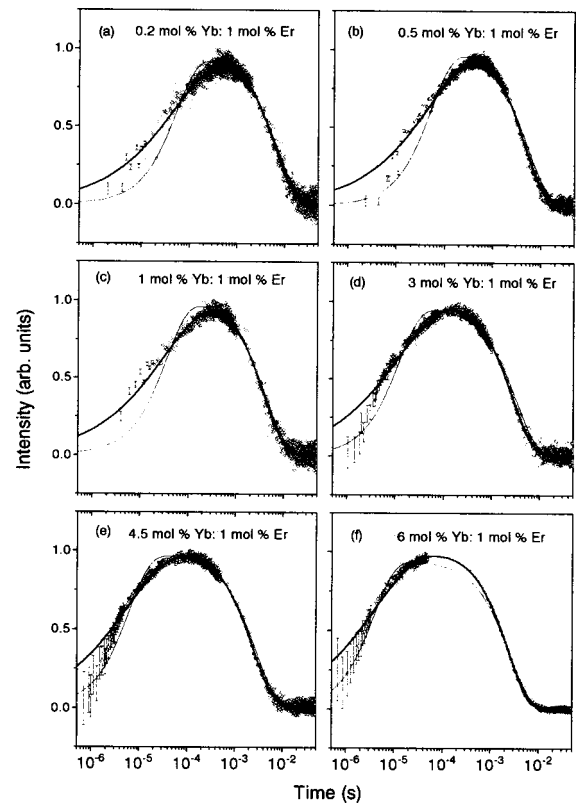 (a) 0.2 mol % Yb: 1 mol % Er
(b) 0.5 mol % Yb: 1 mol % Er
1.0
0.5
0.0
(c) 1 mol % Yb: 1 mol % Er
(d) 3 mol % Yb: 1 mol % Er
1.0
0.5
0.0
Intensity (arb. units)
(e) 4.5 mol % Yb: 1 mol % Er
(f) 6 mol % Yb: 1 mol % Er
1.0
0.5
0.0
10⁻⁶ 10⁻⁵ 10⁻⁴ 10⁻³ 10⁻² 10⁻⁶ 10⁻⁵ 10⁻⁴ 10⁻³ 10⁻²
Time (s)